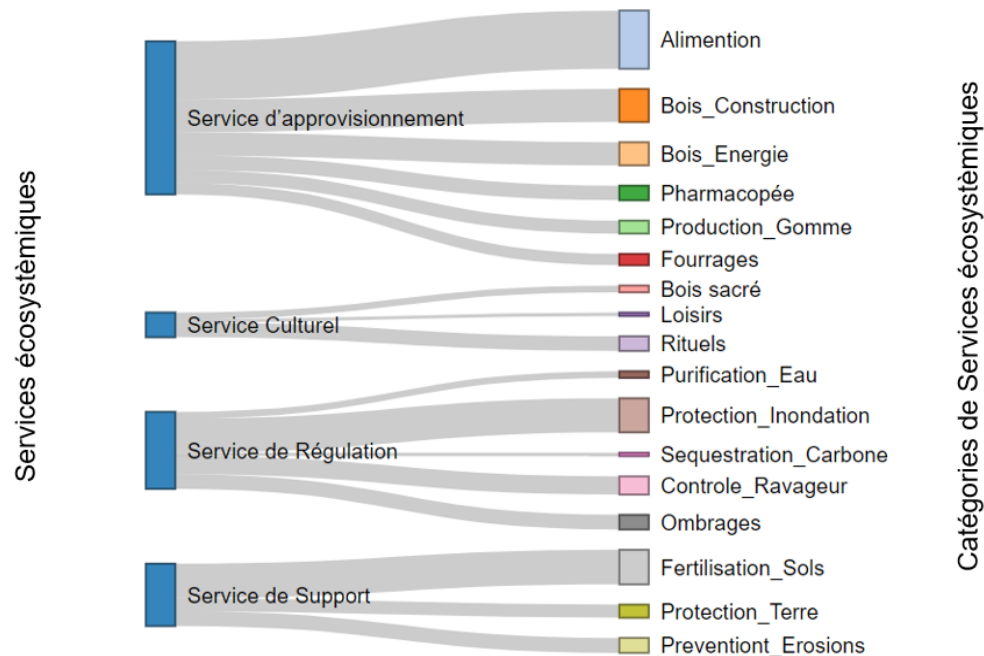 Services écosystèmiques
Service d'approvisionnement
Service Culturel
Service de Régulation
Service de Support
Alimention
Bois_Construction
Bois_Energie
Pharmacopée
Production_Gomme
Fourrages
Bois sacré
Loisirs
Rituels
Purification_Eau
Protection_Inondation
Sequestration_Carbone
Controle_Ravageur
Ombrages
Fertilisation_Sols
Protection_Terre
Preventiont_Erosions
Catégories de Services écosystèmiques